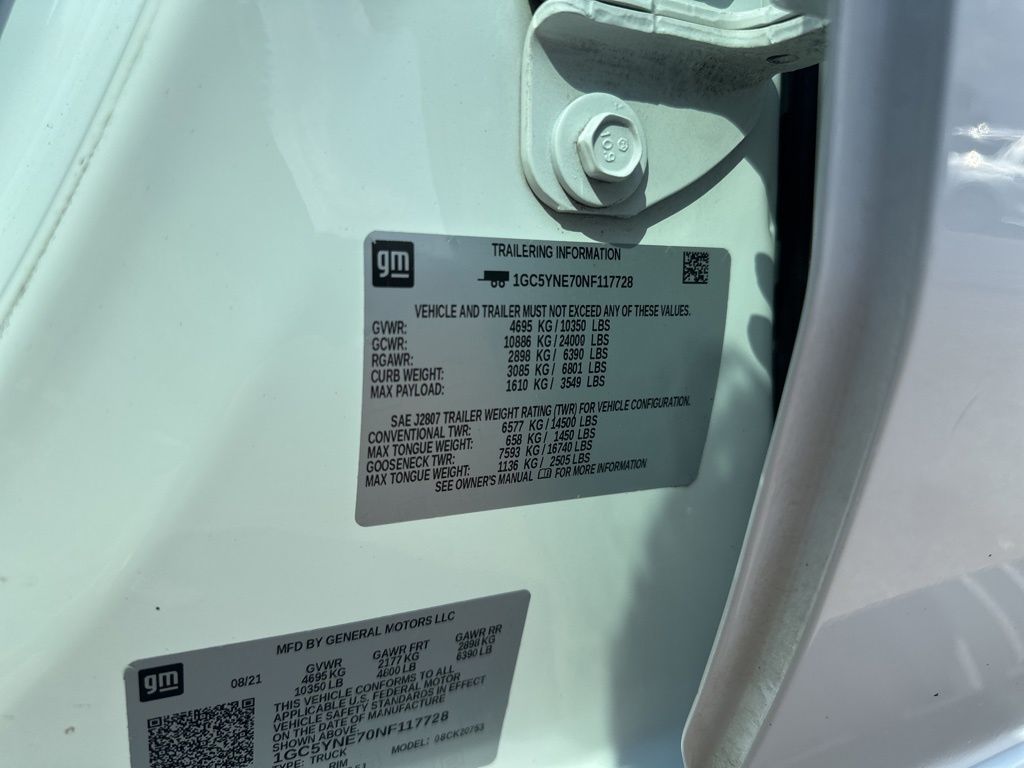 109
gm
TRAILERING INFORMATION
1GC5YNE70NF117728
VEHICLE AND TRAILER MUST NOT EXCEED ANY OF THESE VALUES.
GVWR: 4695 KG / 10350 LBS
GCWR: 10886 KG / 24000 LBS
RGAWR: 2898 KG / 6390 LBS
CURB WEIGHT: 3085 KG / 6801 LBS
MAX PAYLOAD: 1610 KG / 3549 LBS
SAE J2807 TRAILER WEIGHT RATING (TWR) FOR VEHICLE CONFIGURATION.
CONVENTIONAL TWR: 6577 KG / 14500 LBS
MAX TONGUE WEIGHT: 658 KG / 1450 LBS
GOOSENECK TWR: 7593 KG / 16740 LBS
MAX TONGUE WEIGHT: 1136 KG / 2505 LBS
SEE OWNER'S MANUAL FOR MORE INFORMATION
MFD BY GENERAL MOTORS LLC
gm
08/21
GVWR GAWR FRT GAWR RR
4695 KG 2177 KG 2898 KG
10350 LB 4800 LB 6390 LB
THIS VEHICLE CONFORMS TO ALL
APPLICABLE U.S. FEDERAL MOTOR
VEHICLE SAFETY STANDARDS IN EFFECT
ON THE DATE OF MANUFACTURE
SHOWN ABOVE.
1GC5YNE70NF117728
TYPE: TRUCK MODEL:
RIM